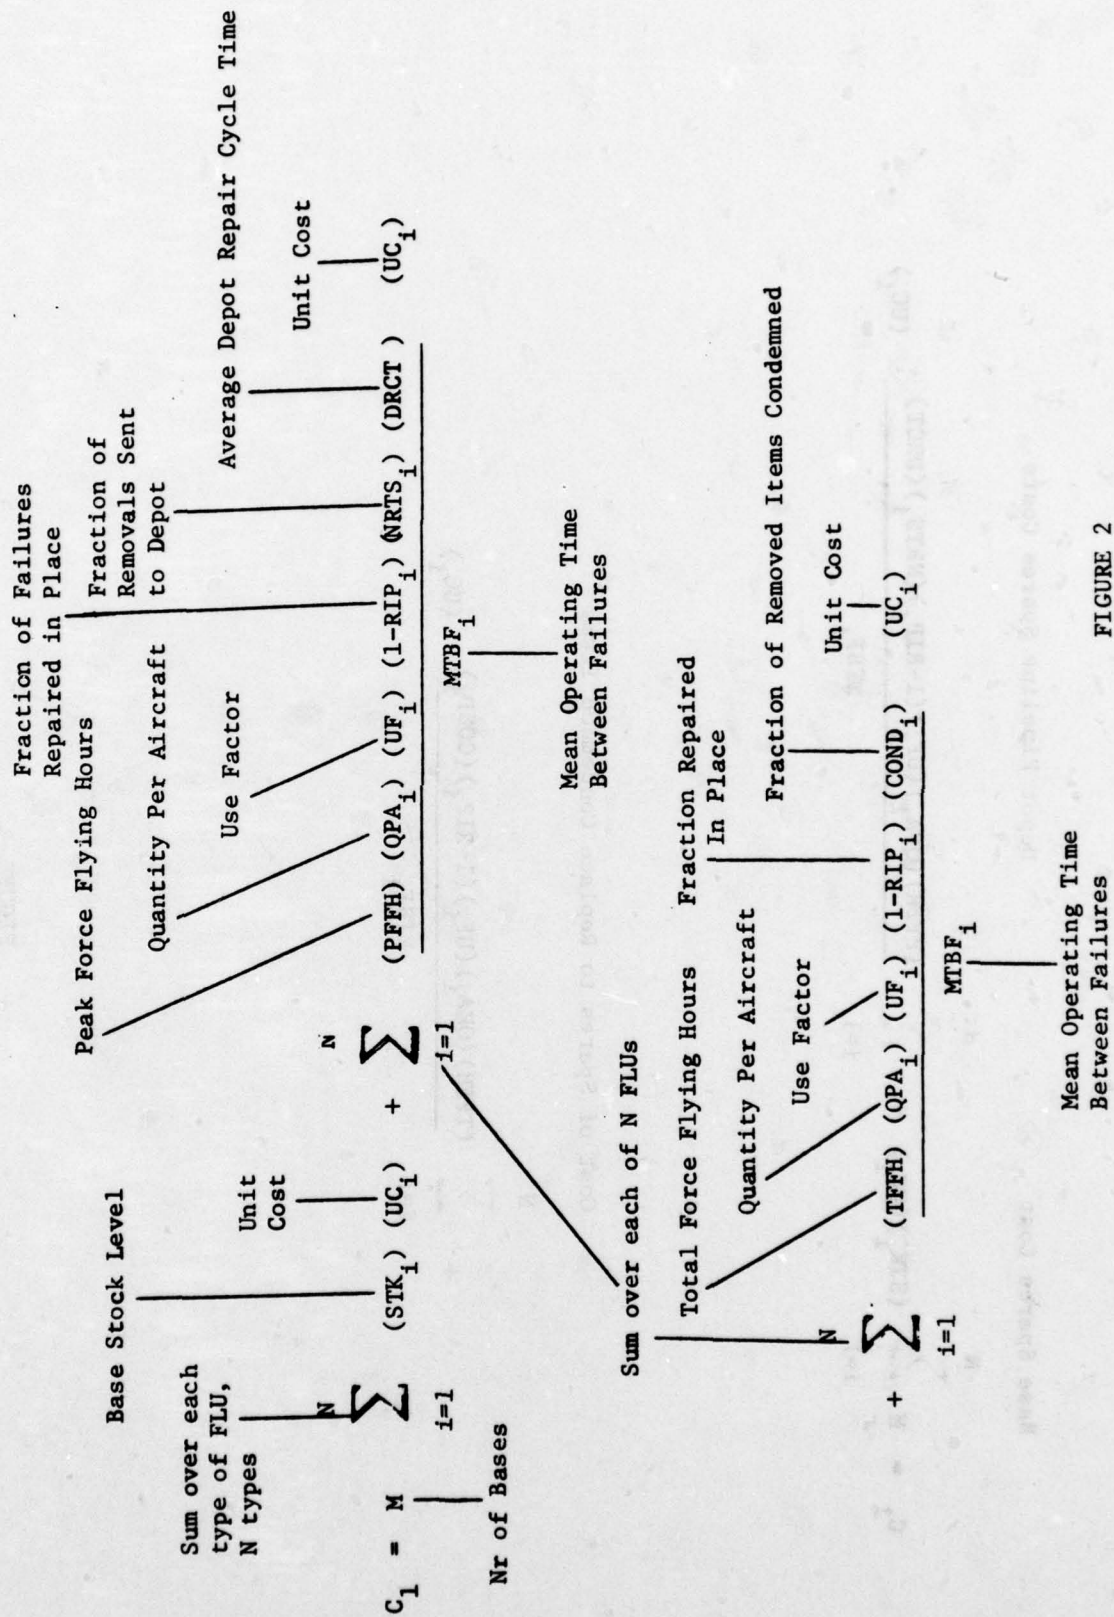 Fraction of Failures
Repaired in Place
Peak Force Flying Hours
Fraction of
Removals Sent
to Depot
Quantity Per Aircraft
Average Depot Repair Cycle Time
Use Factor
Unit Cost
Base Stock Level
Unit
Cost
Sum over each
type of FLU,
N types
C1 = M N Σ i=1 (STKi) (UCi) + N Σ i=1 (PFFH) (QPAi) (UFi) (1-RIPi) (NRTSi) (DRCT ) (UCi)
MTBFi
Nr of Bases
Mean Operating Time
Between Failures
Sum over each of N FLUs
Total Force Flying Hours
Fraction Repaired
In Place
Quantity Per Aircraft
Fraction of Removed Items Condemned
Use Factor
Unit Cost
+ N Σ i=1 (TFFH) (QPAi) (UFi) (1-RIPi) (CONDi) (UCi)
MTBFi
Mean Operating Time
Between Failures
FIGURE 2